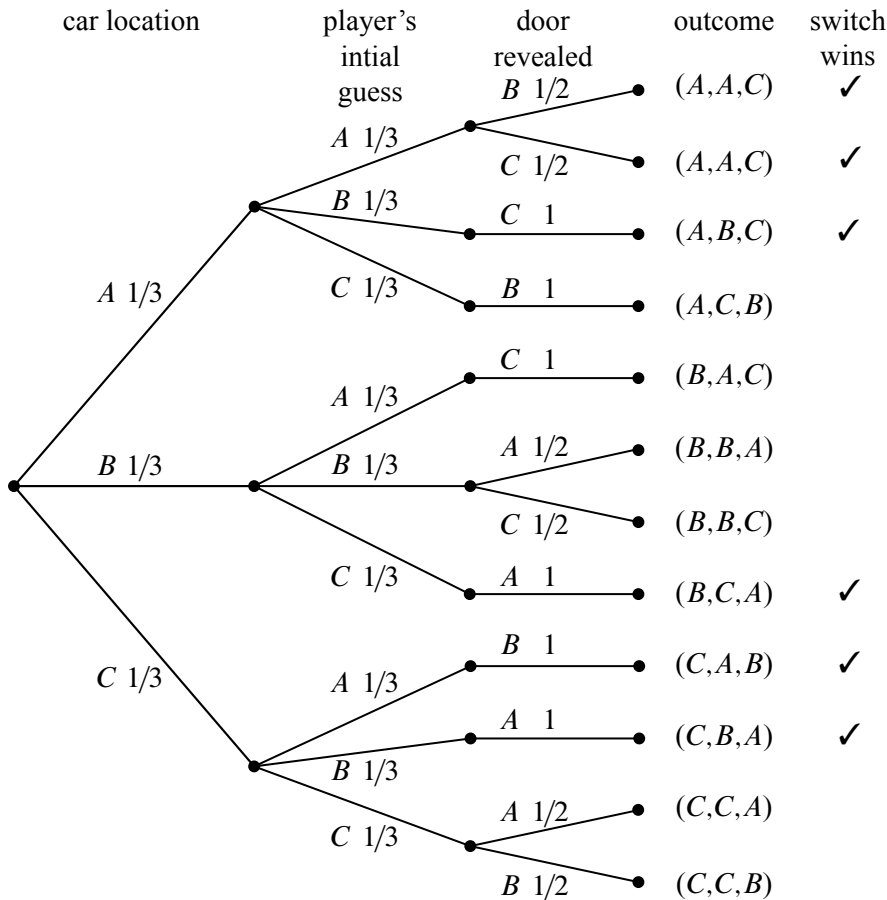 car location
player's
intial
guess
door
revealed
outcome
switch
wins
B 1/2
(A,A,C) ✓
A 1/3
C 1/2
(A,A,C) ✓
B 1/3
C 1
(A,B,C) ✓
A 1/3
C 1/3
B 1
(A,C,B)
C 1
(B,A,C)
A 1/3
B 1/3
B 1/3
A 1/2
(B,B,A)
C 1/2
(B,B,C)
C 1/3
A 1
(B,C,A) ✓
C 1/3
A 1/3
B 1
(C,A,B) ✓
A 1
(C,B,A) ✓
B 1/3
C 1/3
A 1/2
(C,C,A)
B 1/2
(C,C,B)